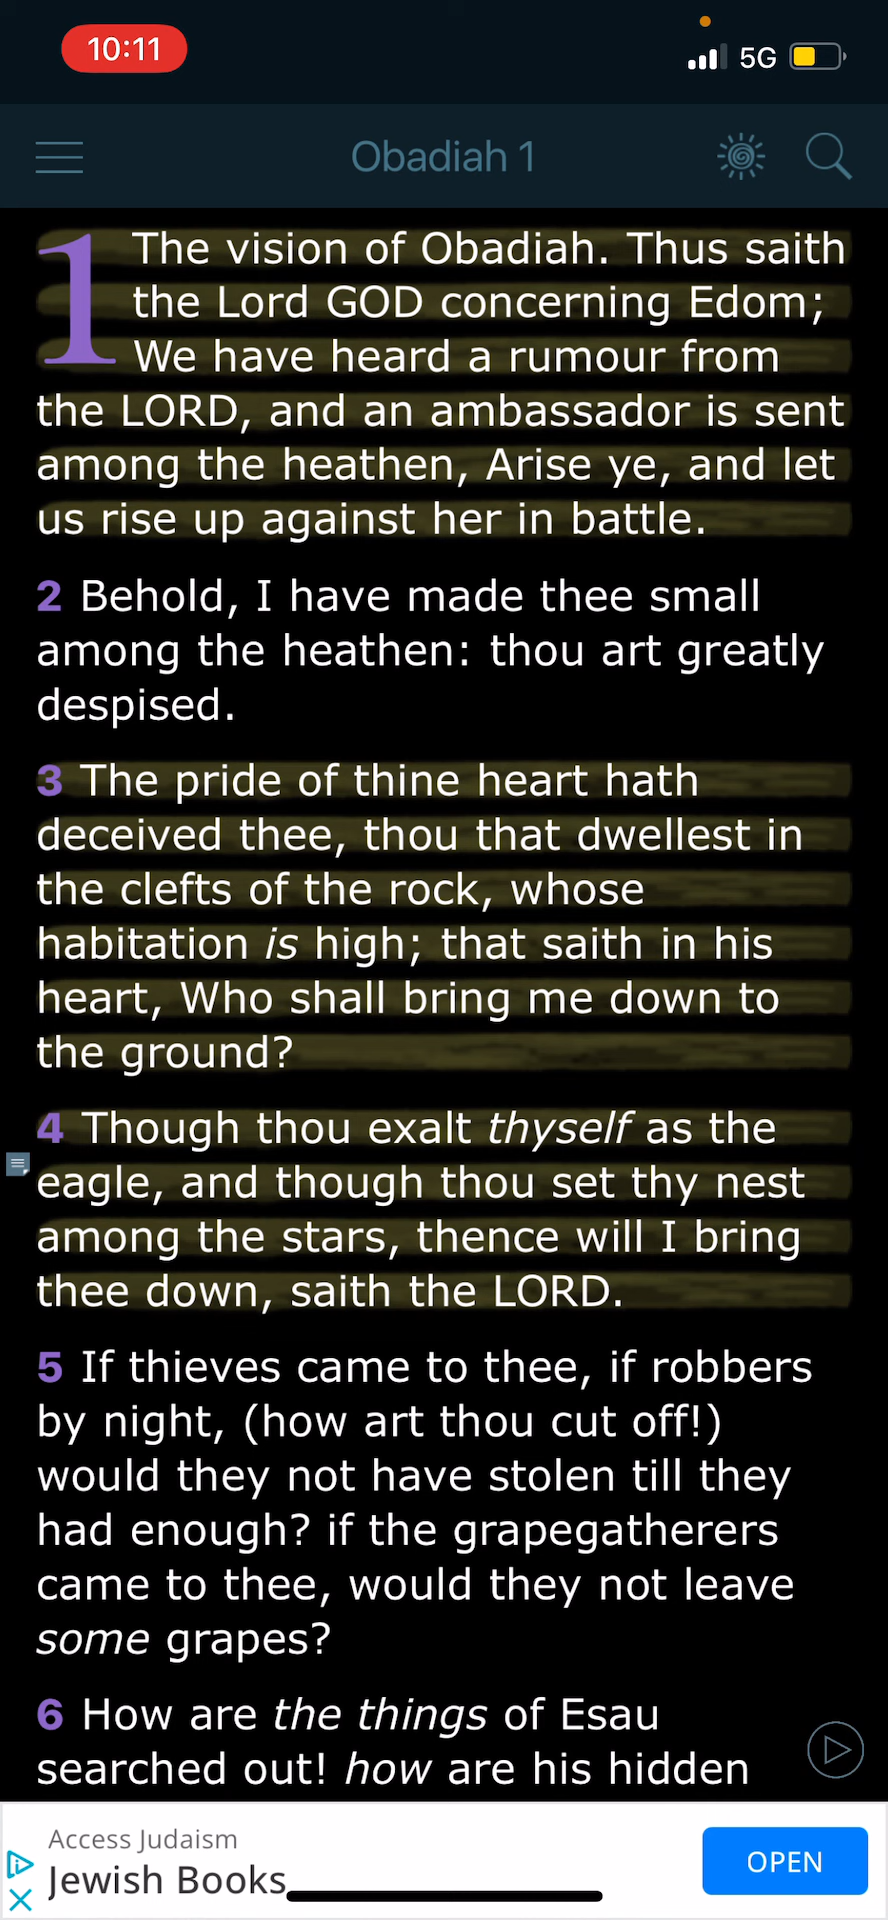 10:11
5G
Obadiah 1
1 The vision of Obadiah. Thus saith
the Lord GOD concerning Edom;
We have heard a rumour from
the LORD, and an ambassador is sent
among the heathen, Arise ye, and let
us rise up against her in battle.
2 Behold, I have made thee small
among the heathen: thou art greatly
despised.
3 The pride of thine heart hath
deceived thee, thou that dwellest in
the clefts of the rock, whose
habitation is high; that saith in his
heart, Who shall bring me down to
the ground?
4 Though thou exalt thyself as the
eagle, and though thou set thy nest
among the stars, thence will I bring
thee down, saith the LORD.
5 If thieves came to thee, if robbers
by night, (how art thou cut off!)
would they not have stolen till they
had enough? if the grapegatherers
came to thee, would they not leave
some grapes?
6 How are the things of Esau
searched out! how are his hidden
Access Judaism
Jewish Books
OPEN